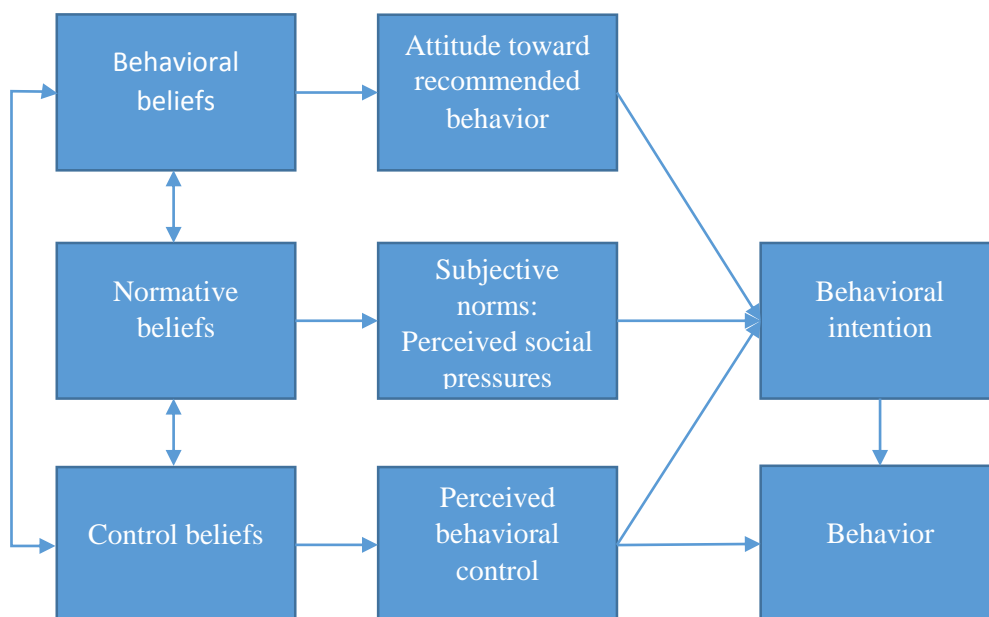 Behavioral
beliefs
Attitude toward
recommended
behavior
Normative
beliefs
Subjective
norms:
Perceived social
pressures
Behavioral
intention
Control beliefs
Perceived
behavioral
control
Behavior